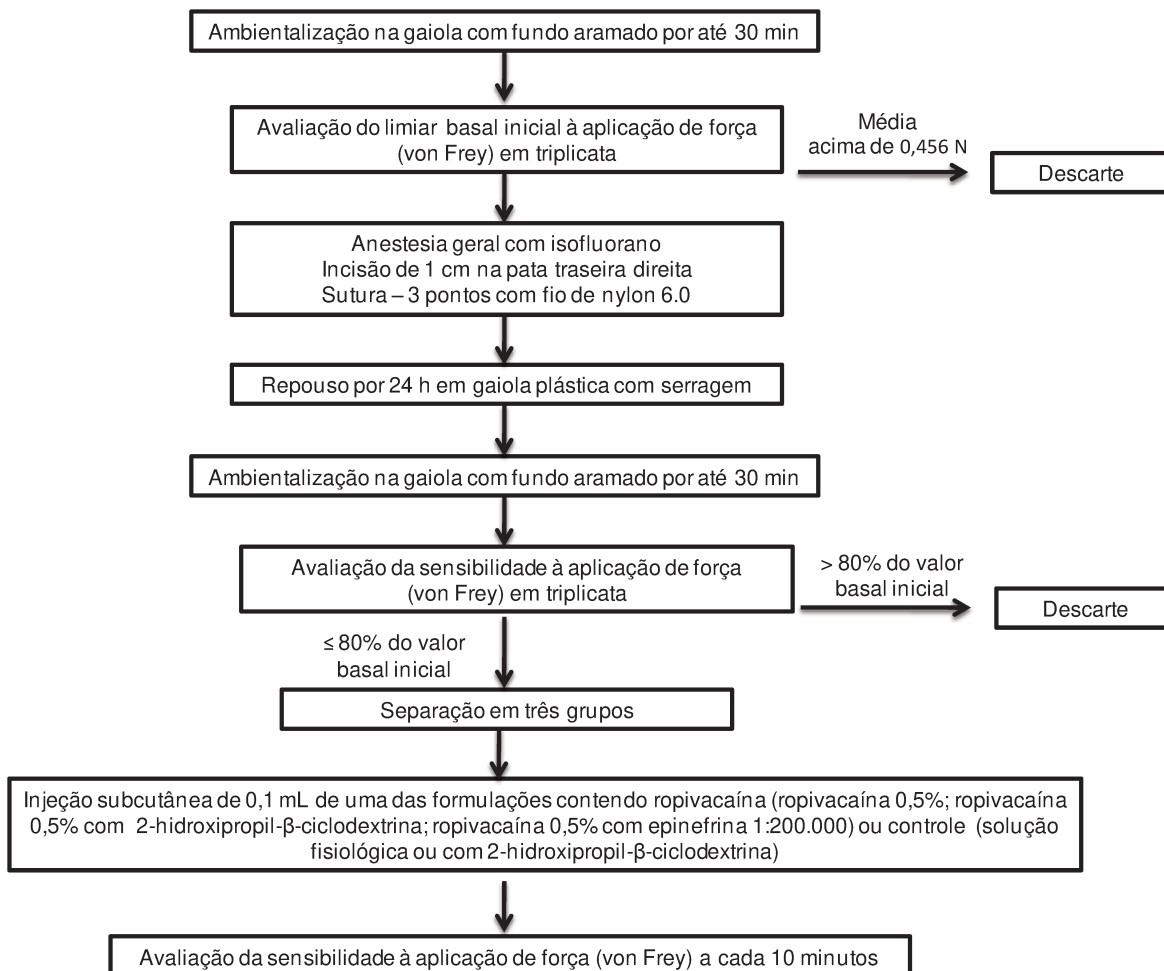 Ambientalização na gaiola com fundo aramado por até 30 min
Avaliação do limiar basal inicial à aplicação de força
(von Frey) em triplicata
Média
acima de 0,456 N
Descarte
Anestesia geral com isofluorano
Incisão de 1 cm na pata traseira direita
Sutura – 3 pontos com fio de nylon 6.0
Repouso por 24 h em gaiola plástica com serragem
Ambientalização na gaiola com fundo aramado por até 30 min
Avaliação da sensibilidade à aplicação de força
(von Frey) em triplicata
> 80% do valor
basal inicial
Descarte
≤ 80% do valor
basal inicial
Separação em três grupos
Injeção subcutânea de 0,1 mL de uma das formulações contendo ropivacaína (ropivacaína 0,5%; ropivacaína
0,5% com 2-hidroxipropil-β-ciclodextrina; ropivacaína 0,5% com epinefrina 1:200.000) ou controle (solução
fisiológica ou com 2-hidroxipropil-β-ciclodextrina)
Avaliação da sensibilidade à aplicação de força (von Frey) a cada 10 minutos